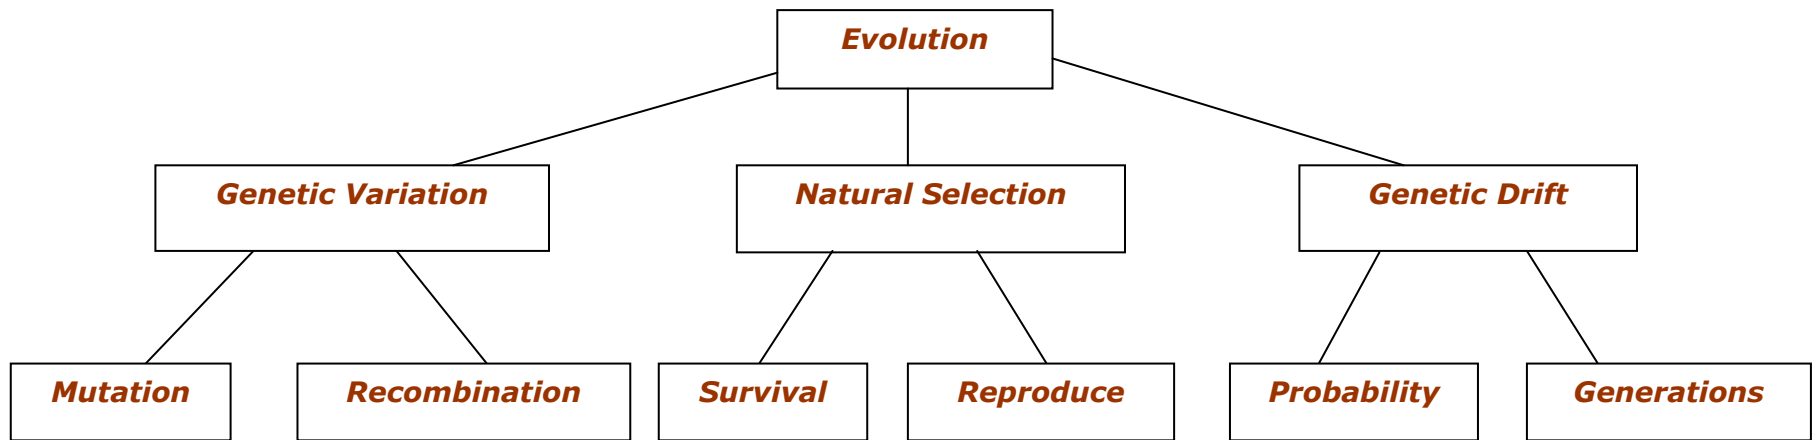 Evolution
Genetic Variation
Natural Selection
Genetic Drift
Mutation
Recombination
Survival
Reproduce
Probability
Generations